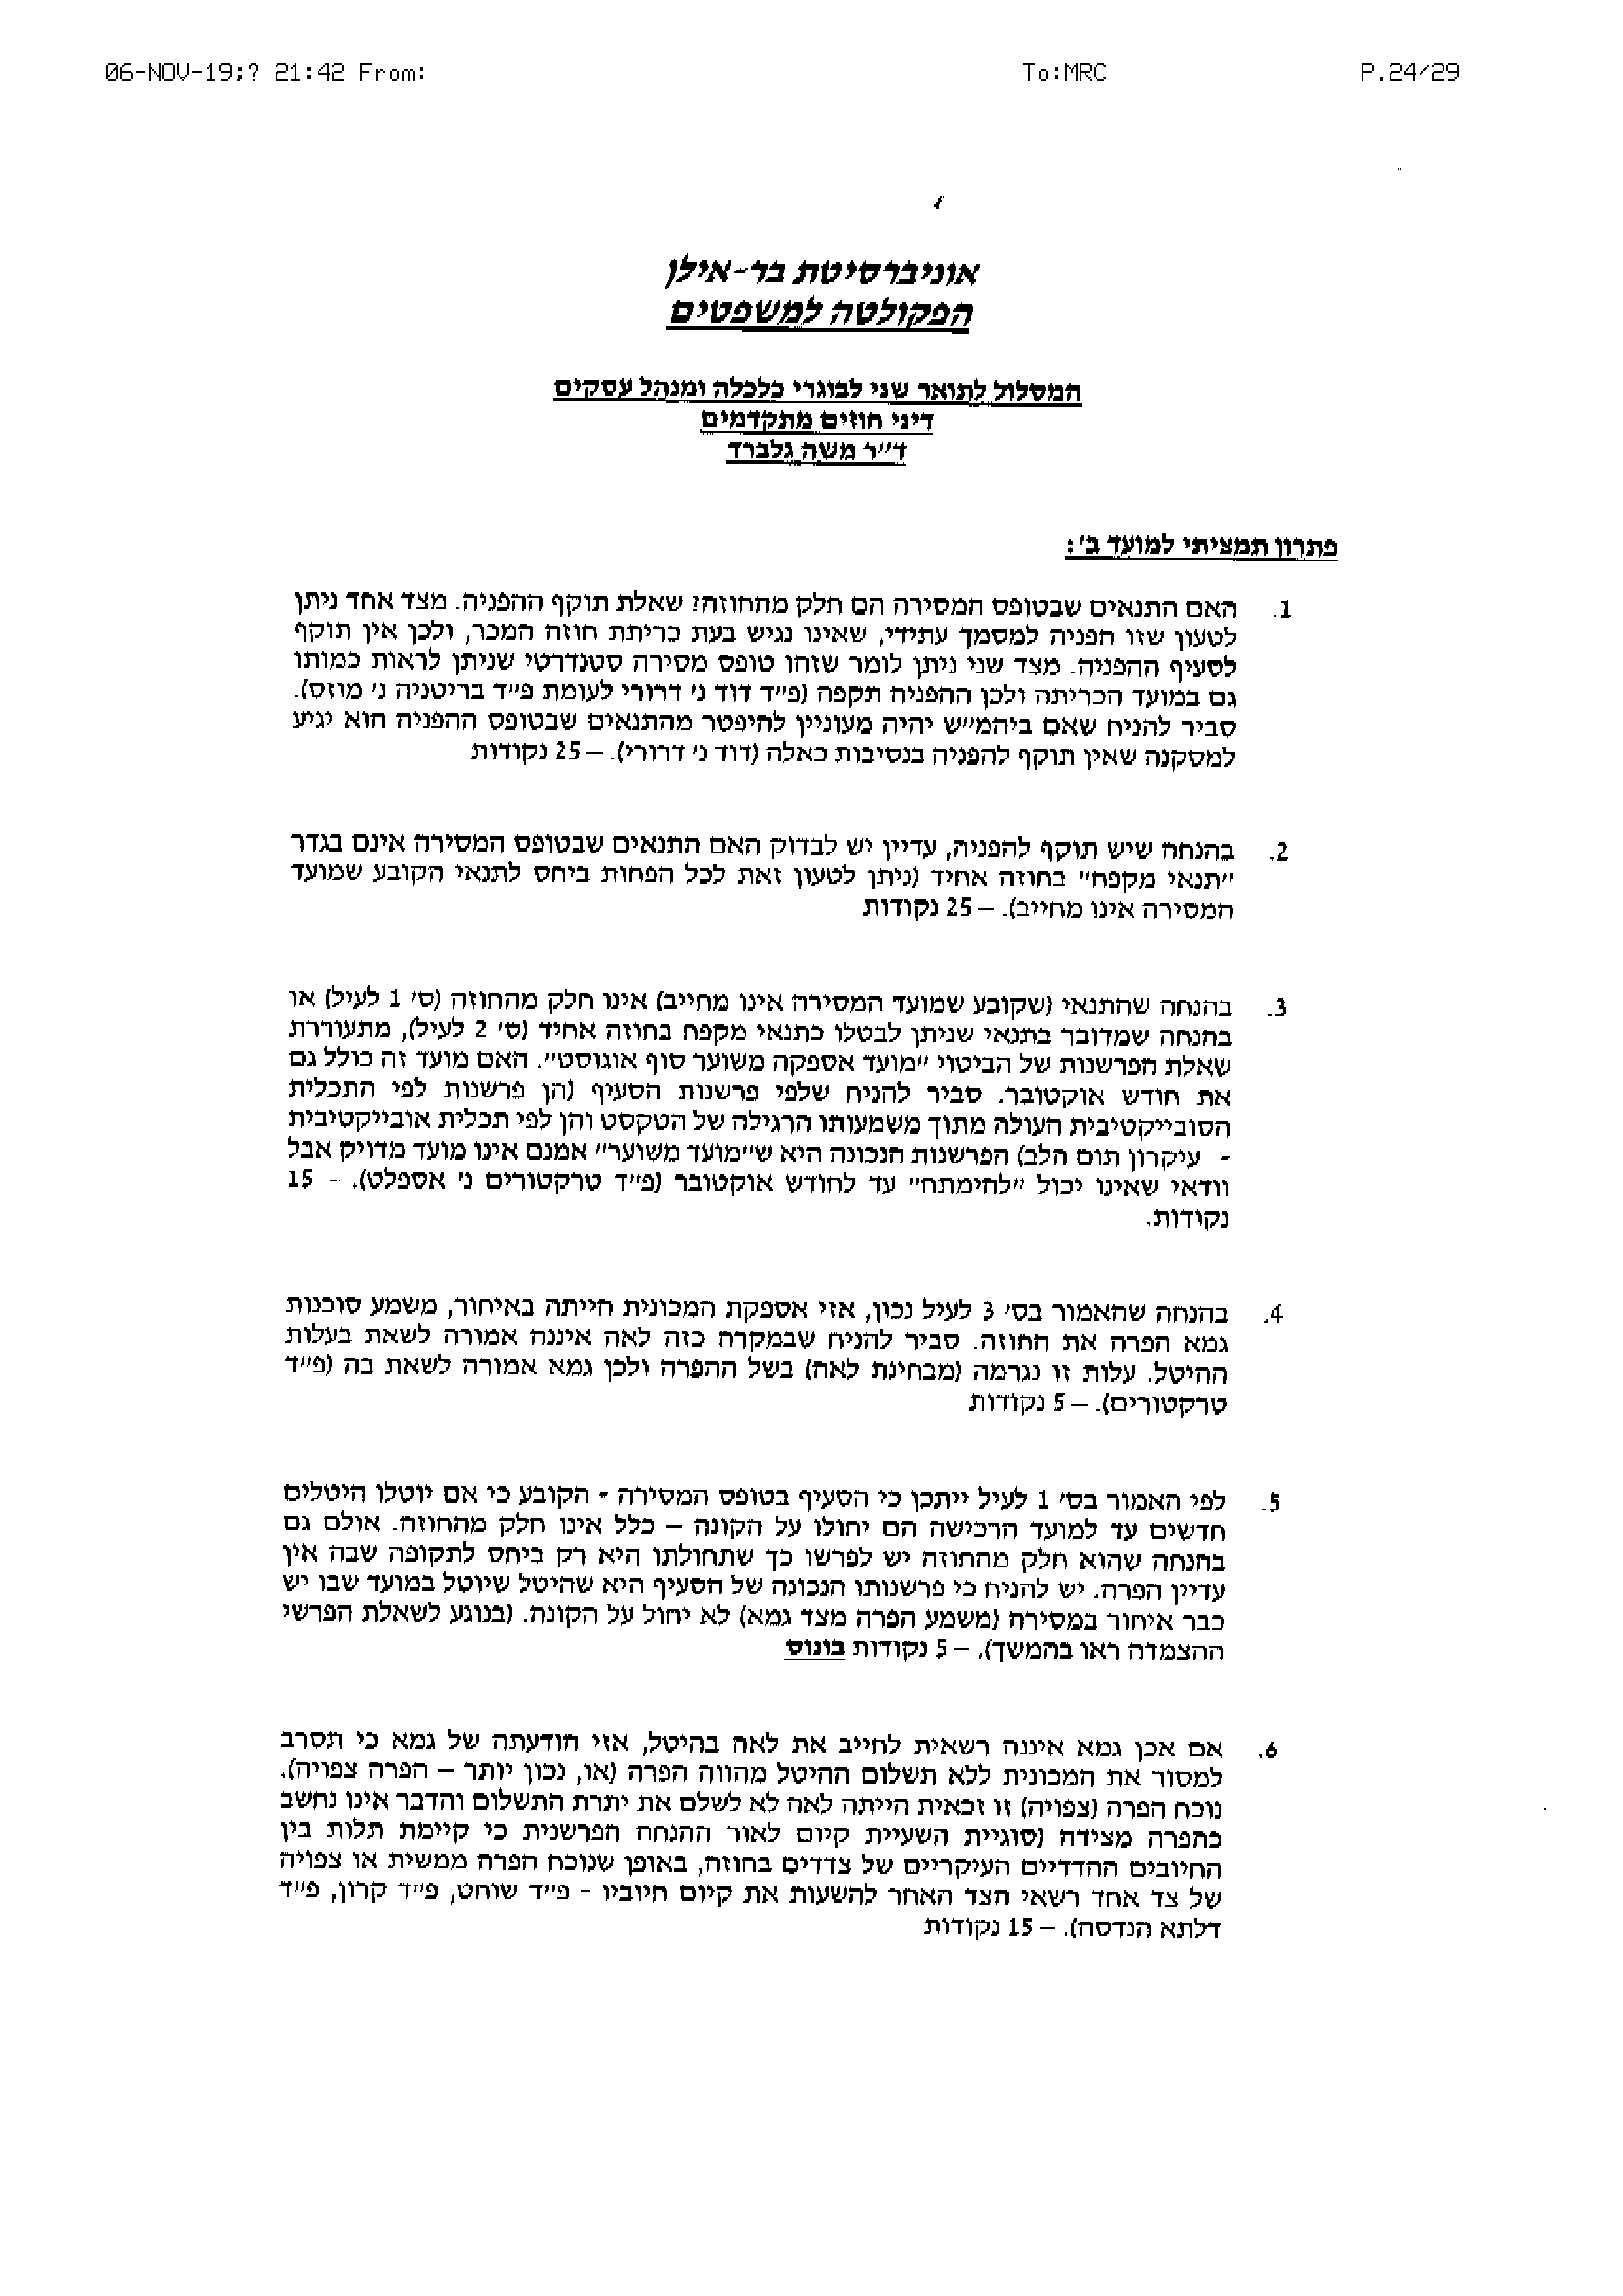 06-NOV-19;? 21:42 From: To:MRC P.24/29
אוניברסיטת בר-אילן
הפקולטה למשפטים
המסלול לתואר שני לבוגרי כלכלה ומנהל עסקים
דיני חוזים מתקדמים
ד״ר משה גלברד
פתרון תמציתי למועד ב׳:
1. האם התנאים שבטופס המסירה הם חלק מהחוזה? שאלת תוקף ההפניה. מצד אחד ניתן
לטעון שזו הפניה למסמך עתידי, שאינו נגיש בעת כריתת חוזה המכר, ולכן אין תוקף
לסעיף ההפניה. מצד שני ניתן לומר שזהו טופס מסירה סטנדרטי שניתן לראות כמותו
גם במועד הכריתה ולכן ההפניה תקפה (פ״ד דוד נ׳ דרורי לעומת פ״ד בריטניה נ׳ מוזס).
סביר להניח שאם ביהמ״ש יהיה מעוניין להיפטר מהתנאים שבטופס ההפניה הוא יגיע
למסקנה שאין תוקף להפניה בנסיבות כאלה (דוד נ׳ דרורי). – 25 נקודות
2. בהנחה שיש תוקף להפניה, עדיין יש לבדוק האם התנאים שבטופס המסירה אינם בגדר
״תנאי מקפח״ בחוזה אחיד (ניתן לטעון זאת לכל הפחות ביחס לתנאי הקובע שמועד
המסירה אינו מחייב). – 25 נקודות
3. בהנחה שהתנאי (שקובע שמועד המסירה אינו מחייב) אינו חלק מהחוזה (ס׳ 1 לעיל) או
בהנחה שמדובר בתנאי שניתן לבטלו כתנאי מקפח בחוזה אחיד (ס׳ 2 לעיל), מתעוררת
שאלת הפרשנות של הביטוי ״מועד אספקה משוער סוף אוגוסט״. האם מועד זה כולל גם
את חודש אוקטובר. סביר להניח שלפי פרשנות הסעיף (הן פרשנות לפי התכלית
הסובייקטיבית העולה מתוך משמעותו הרגילה של הטקסט והן לפי תכלית אובייקטיבית
- עיקרון תום הלב) הפרשנות הנכונה היא ש״מועד משוער״ אמנם אינו מועד מדויק אבל
וודאי שאינו יכול ״להימתח״ עד לחודש אוקטובר (פ״ד טרקטורים נ׳ אספלט). – 15
נקודות.
4. בהנחה שהאמור בס׳ 3 לעיל נכון, אזי אספקת המכונית הייתה באיחור, משמע סוכנות
גמא הפרה את החוזה. סביר להניח שבמקרה כזה לאה איננה אמורה לשאת בעלות
ההיטל. עלות זו נגרמה (מבחינת לאה) בשל ההפרה ולכן גמא אמורה לשאת בה (פ״ד
טרקטורים). – 5 נקודות
5. לפי האמור בס׳ 1 לעיל ייתכן כי הסעיף בטופס המסירה - הקובע כי אם יוטלו היטלים
חדשים עד למועד הרכישה הם יחולו על הקונה – כלל אינו חלק מהחוזה. אולם גם
בהנחה שהוא חלק מהחוזה יש לפרשו כך שתחולתו היא רק ביחס לתקופה שבה אין
עדיין הפרה. יש להניח כי פרשנותו הנכונה של הסעיף היא שהיטל שיוטל במועד שבו יש
כבר איחור במסירה (משמע הפרה מצד גמא) לא יחול על הקונה. (בנוגע לשאלת הפרשי
ההצמדה ראו בהמשך). – 5 נקודות בונוס
6. אם אכן גמא איננה רשאית לחייב את לאה בהיטל, אזי הודעתה של גמא כי תסרב
למסור את המכונית ללא תשלום ההיטל מהווה הפרה (או, נכון יותר – הפרה צפויה).
נוכח הפרה (צפויה) זו זכאית הייתה לאה לא לשלם את יתרת התשלום והדבר אינו נחשב
כהפרה מצידה (סוגיית השעיית קיום לאור ההנחה הפרשנית כי קיימת תלות בין
החיובים ההדדיים העיקריים של צדדים בחוזה, באופן שנוכח הפרה ממשית או צפויה
של צד אחד רשאי הצד האחר להשעות את קיום חיוביו - פ״ד שוחט, פ״ד קרון, פ״ד
דלתא הנדסה). – 15 נקודות